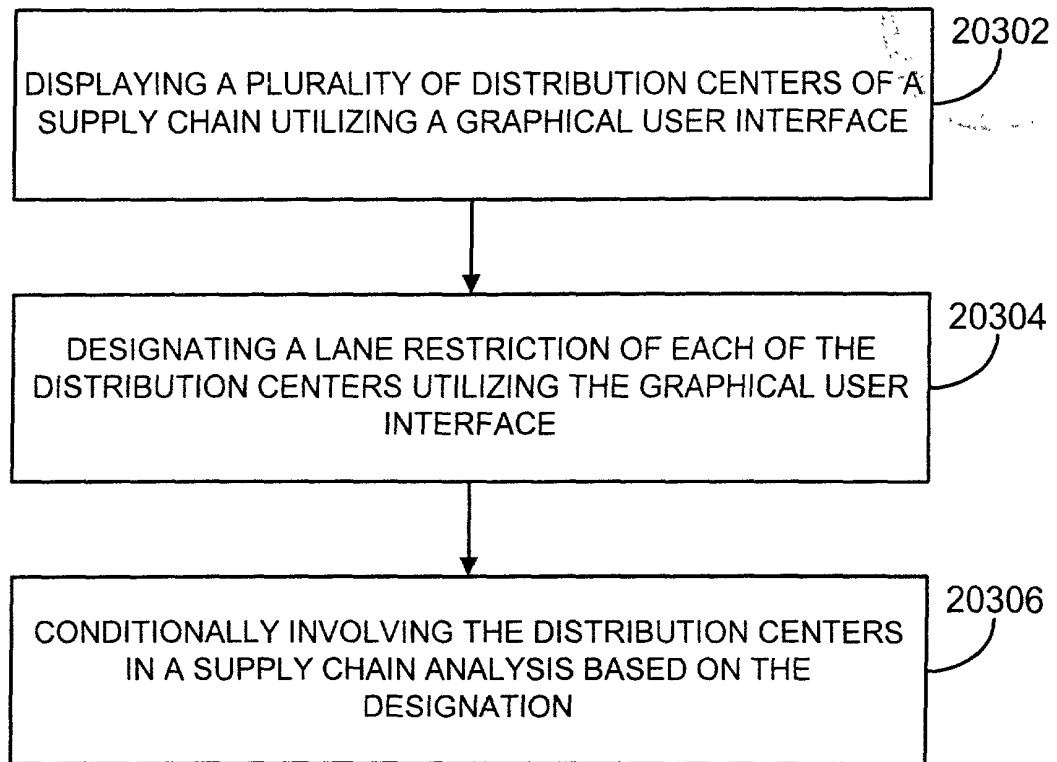 20302
DISPLAYING A PLURALITY OF DISTRIBUTION CENTERS OF A
SUPPLY CHAIN UTILIZING A GRAPHICAL USER INTERFACE
20304
DESIGNATING A LANE RESTRICTION OF EACH OF THE
DISTRIBUTION CENTERS UTILIZING THE GRAPHICAL USER
INTERFACE
20306
CONDITIONALLY INVOLVING THE DISTRIBUTION CENTERS
IN A SUPPLY CHAIN ANALYSIS BASED ON THE
DESIGNATION